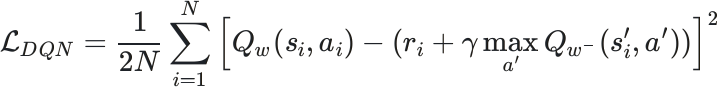 $\mathcal{L}_{DQN} = \frac{1}{2N} \sum_{i=1}^{N} \left[ Q_w(s_i, a_i) - (r_i + \gamma \max_{a'} Q_{w^-}(s'_i, a')) \right]^2$